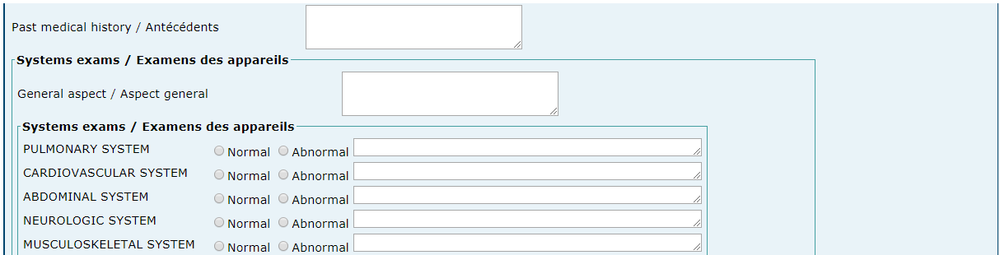 Past medical history / Antécédents
Systems exams / Examens des appareils
General aspect / Aspect general
Systems exams / Examens des appareils
PULMONARY SYSTEM Normal Abnormal
CARDIOVASCULAR SYSTEM Normal Abnormal
ABDOMINAL SYSTEM Normal Abnormal
NEUROLOGIC SYSTEM Normal Abnormal
MUSCULOSKELETAL SYSTEM Normal Abnormal